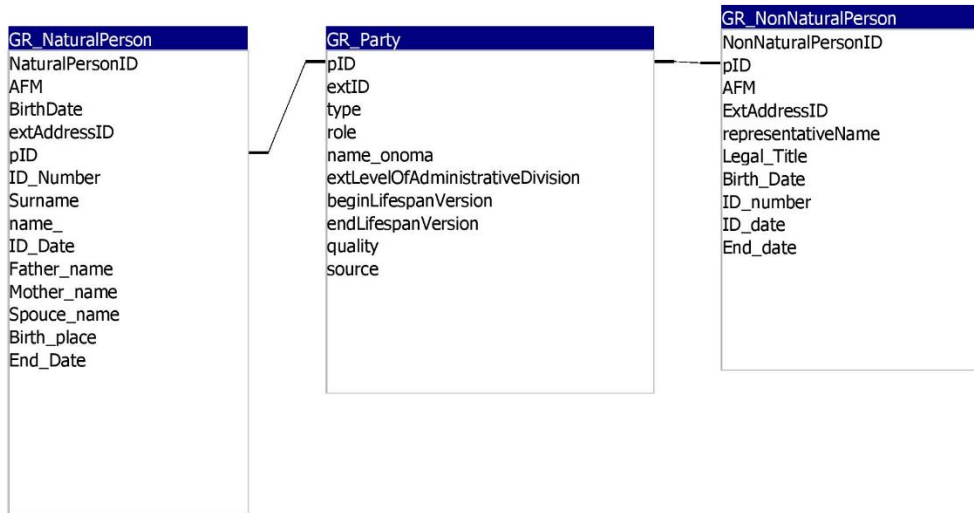 GR_NaturalPerson
NaturalPersonID
AFM
BirthDate
extAddressID
pID
ID_Number
Surname
name_
ID_Date
Father_name
Mother_name
Spouce_name
Birth_place
End_Date
GR_Party
pID
extID
type
role
name_onoma
extLevelOfAdministrativeDivision
beginLifespanVersion
endLifespanVersion
quality
source
GR_NonNaturalPerson
NonNaturalPersonID
pID
AFM
ExtAddressID
representativeName
Legal_Title
Birth_Date
ID_number
ID_date
End_date